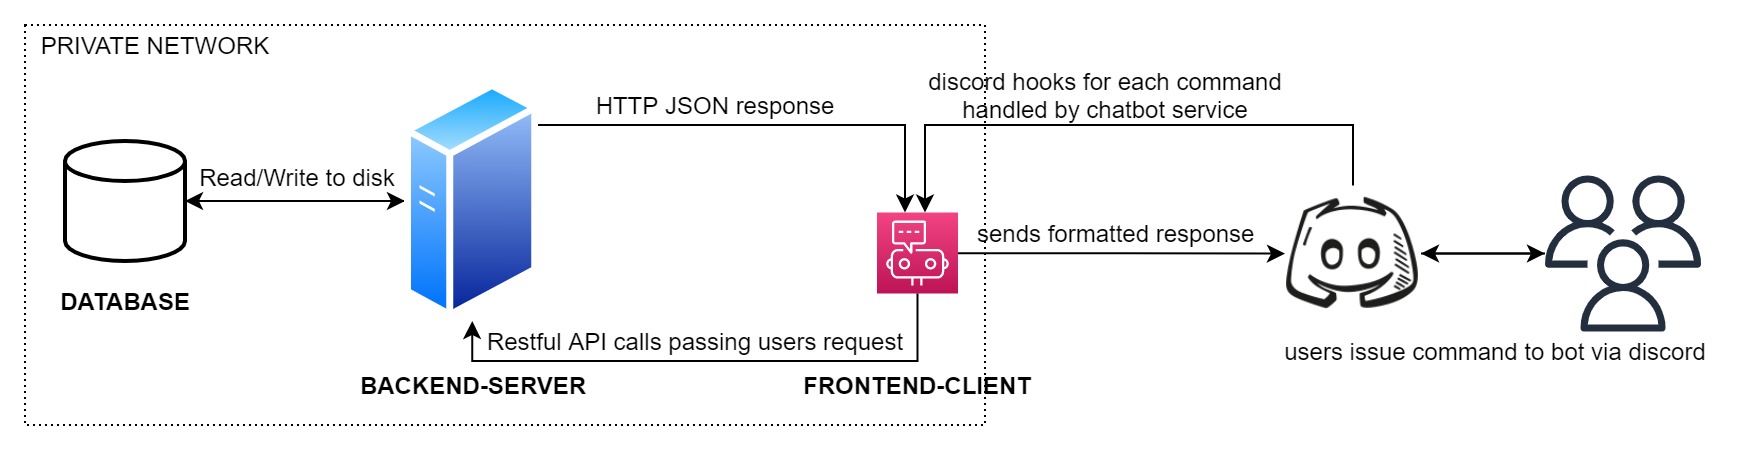 PRIVATE NETWORK
discord hooks for each command
handled by chatbot service
HTTP JSON response
Read/Write to disk
sends formatted response
DATABASE
Restful API calls passing users request
users issue command to bot via discord
BACKEND-SERVER
FRONTEND-CLIENT